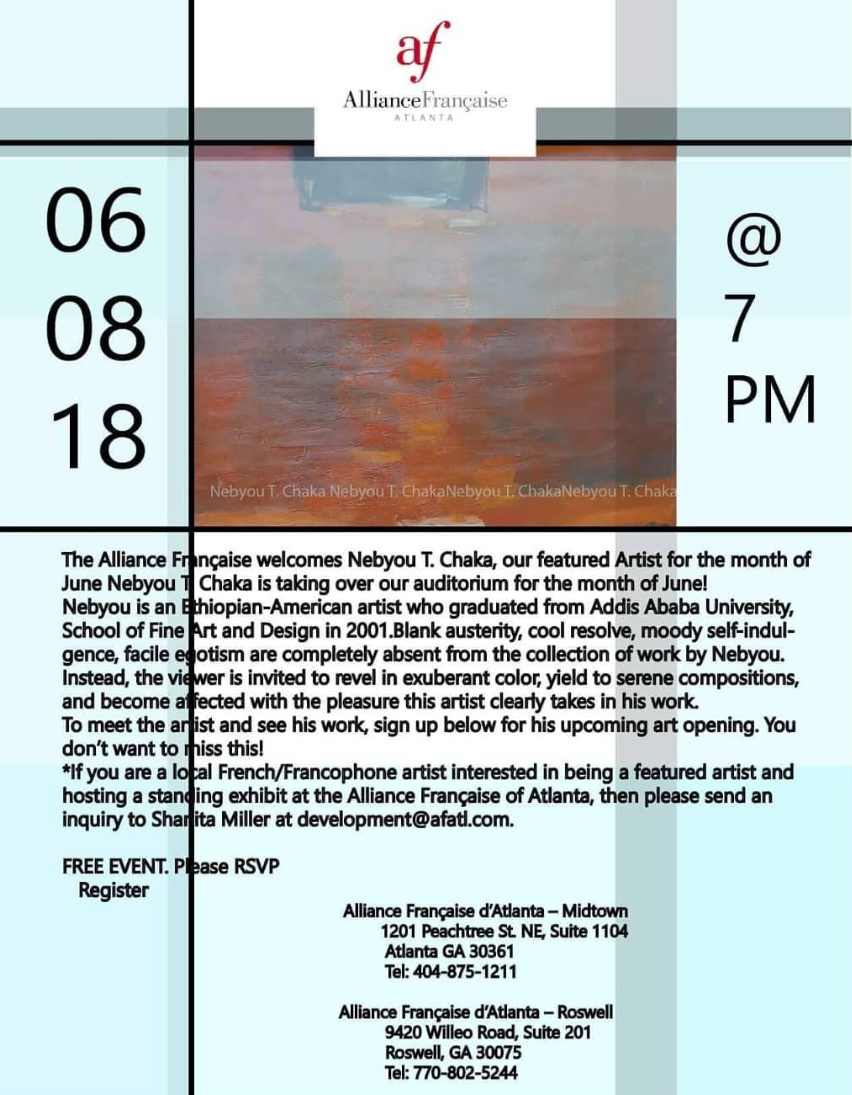 af
AllianceFrançaise
ATLANTA
06
08
18
@
7
PM
Nebyou T. Chaka Nebyou T. ChakaNebyou T. ChakaNebyou T. Chaka
The Alliance Française welcomes Nebyou T. Chaka, our featured Artist for the month of
June Nebyou T Chaka is taking over our auditorium for the month of June!
Nebyou is an Ethiopian-American artist who graduated from Addis Ababa University,
School of Fine Art and Design in 2001.Blank austerity, cool resolve, moody self-indul-
gence, facile egotism are completely absent from the collection of work by Nebyou.
Instead, the viewer is invited to revel in exuberant color, yield to serene compositions,
and become affected with the pleasure this artist clearly takes in his work.
To meet the artist and see his work, sign up below for his upcoming art opening. You
don't want to miss this!
*If you are a local French/Francophone artist interested in being a featured artist and
hosting a standing exhibit at the Alliance Française of Atlanta, then please send an
inquiry to Miller at development@afatl.com.
FREE EVENT. Please RSVP
Register
Alliance Française d'Atlanta – Midtown
1201 Peachtree St. NE, Suite 1104
Atlanta GA 30361
Tel: 404-875-1211
Alliance Française d'Atlanta – Roswell
9420 Willeo Road, Suite 201
Roswell, GA 30075
Tel: 770-802-5244